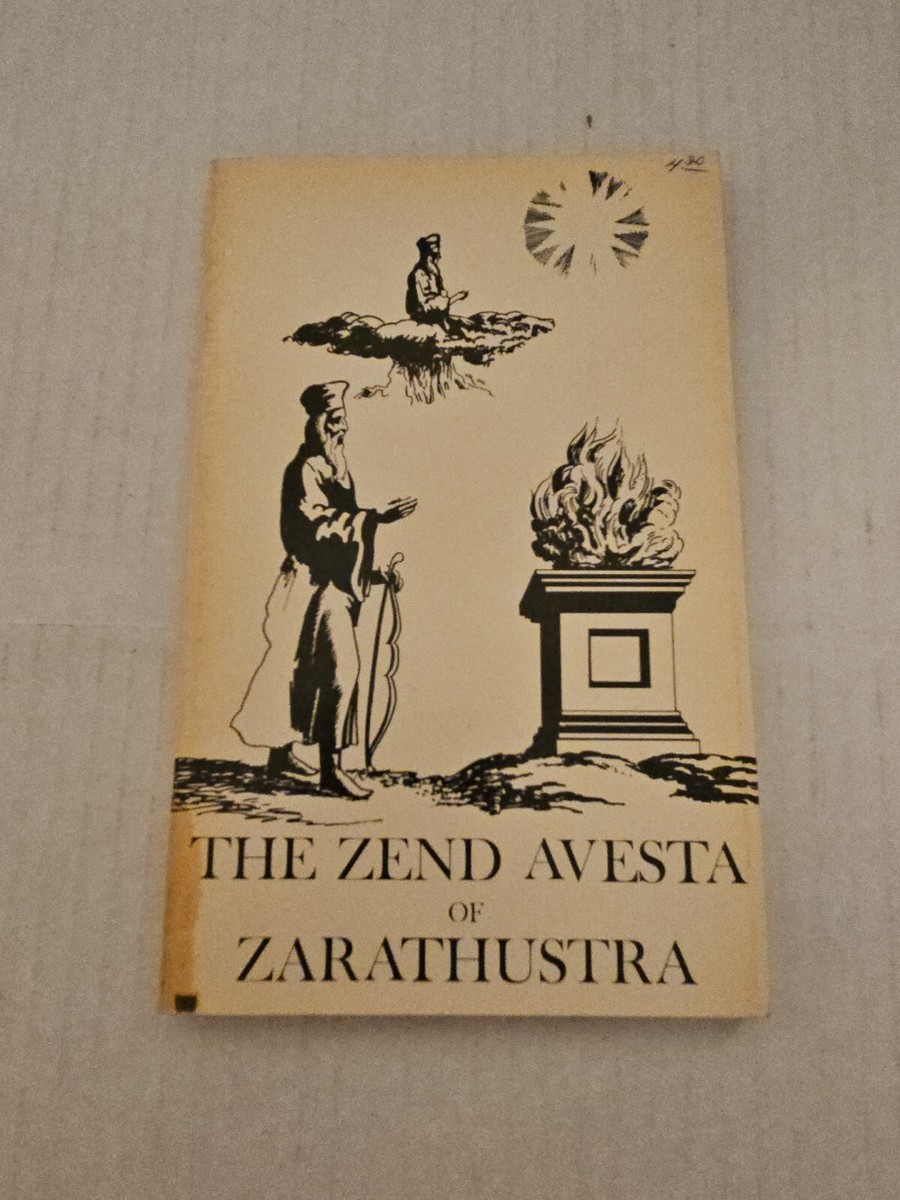 THE ZEND AVESTA
OF
ZARATHUSTRA